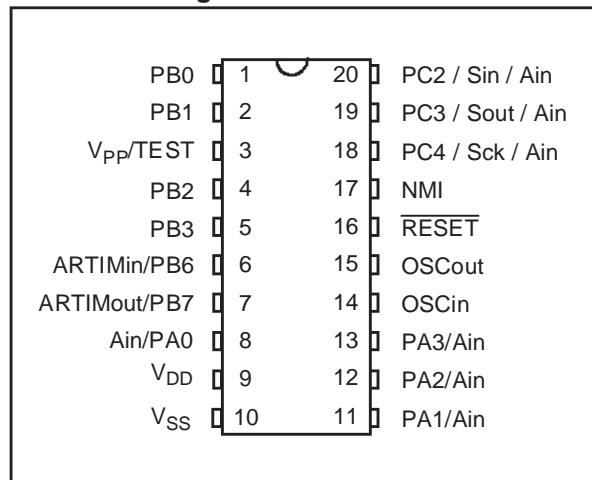 PB0 1 20 PC2 / Sin / Ain
PB1 2 19 PC3 / Sout / Ain
VPP/TEST 3 18 PC4 / Sck / Ain
PB2 4 17 NMI
PB3 5 16 RESET
ARTIMin/PB6 6 15 OSCout
ARTIMout/PB7 7 14 OSCin
Ain/PA0 8 13 PA3/Ain
VDD 9 12 PA2/Ain
VSS 10 11 PA1/Ain